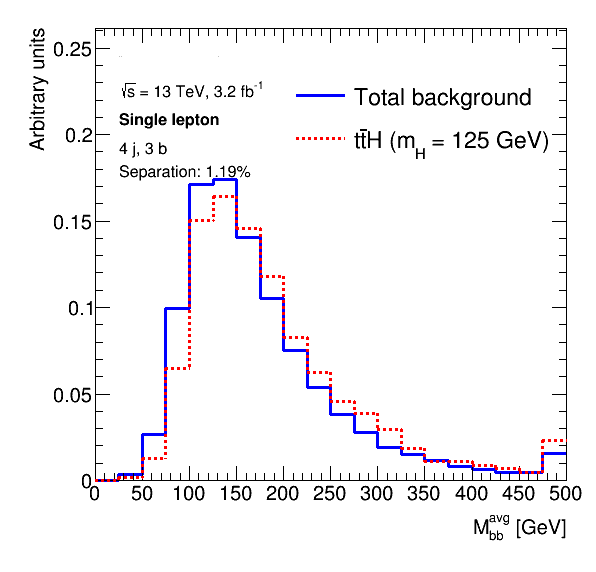 Arbitrary units
0.25
0.2
0.15
0.1
0.05
0
√s = 13 TeV, 3.2 fb⁻¹
Single lepton
4 j, 3 b
Separation: 1.19%
Total background
tt̄H (m_H = 125 GeV)
0 50 100 150 200 250 300 350 400 450 500
M_bb^avg [GeV]